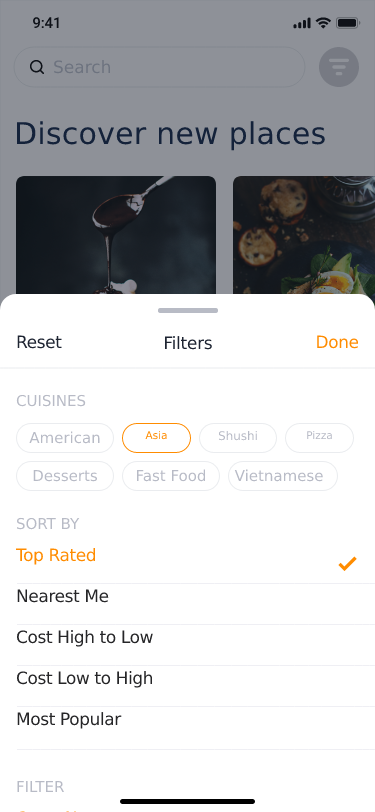 9:41
Search
Discover new places
Reset Filters Done
CUISINES
American Asia Shushi Pizza
Desserts Fast Food Vietnamese
SORT BY
Top Rated
Nearest Me
Cost High to Low
Cost Low to High
Most Popular
FILTER